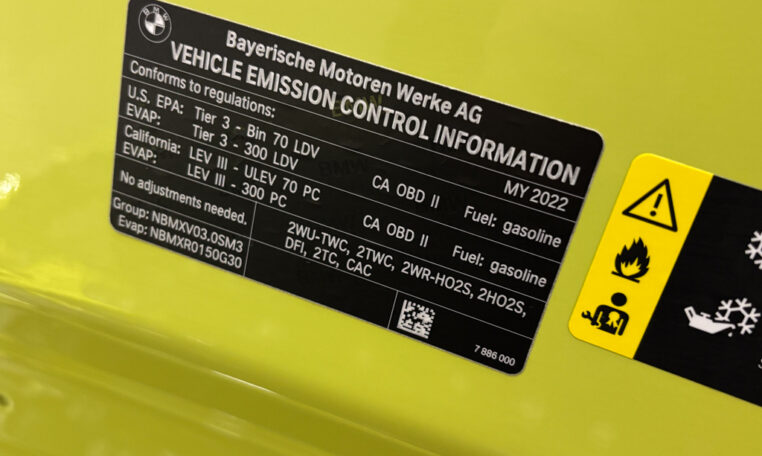 BMW
Bayerische Motoren Werke AG
VEHICLE EMISSION CONTROL INFORMATION
Conforms to regulations: MY 2022
U.S. EPA: Tier 3 - Bin 70 LDV CA OBD II Fuel: gasoline
EVAP: Tier 3 - 300 LDV
California: LEV III - ULEV 70 PC CA OBD II Fuel: gasoline
EVAP: LEV III - 300 PC
No adjustments needed.
2WU-TWC, 2TWC, 2WR-HO2S, 2HO2S,
DFI, 2TC, CAC
Group: NBMXV03.0SM3
Evap: NBMXR0150G30
7 886 000